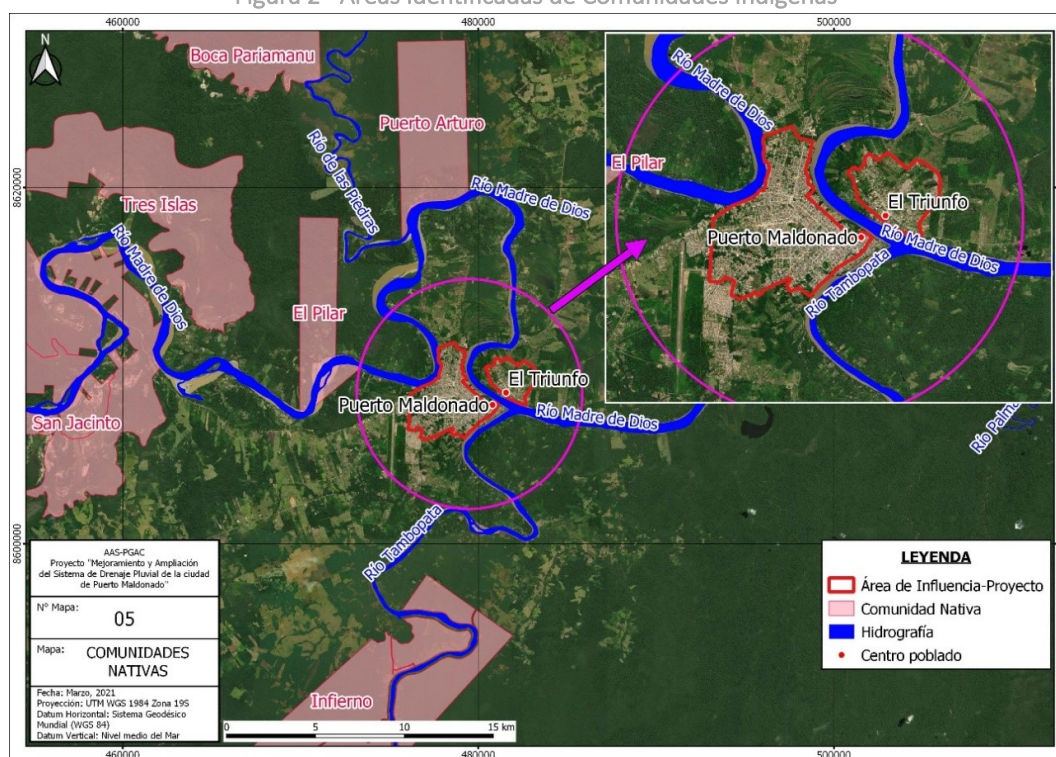 Figura 2 - Áreas Identificadas de Comunidades Indígenas
460000
480000
500000
N
Boca Pariamanu
Puerto Arturo
Río de las Piedras
8620000
Tres Islas
Río Madre de Dios
Río Madre de Dios
El Pilar
San Jacinto
El Triunfo
Puerto Maldonado
Río Madre de Dios
Río Tambopata
8600000
Infierno
Río Madre de Dios
El Pilar
El Triunfo
Puerto Maldonado
Río Madre de Dios
Río Tambopata
AAS-PGAC
Proyecto "Mejoramiento y Ampliación
del Sistema de Drenaje Pluvial de la ciudad
de Puerto Maldonado"
N° Mapa:
05
Mapa: COMUNIDADES
NATIVAS
Fecha: Marzo, 2021
Proyección: UTM WGS 1984 Zona 19S
Datum Horizontal: Sistema Geodésico
Mundial (WGS 84)
Datum Vertical: Nivel medio del Mar
0 5 10 15 km
LEYENDA
Área de Influencia-Proyecto
Comunidad Nativa
Hidrografía
Centro poblado
460000
480000
500000